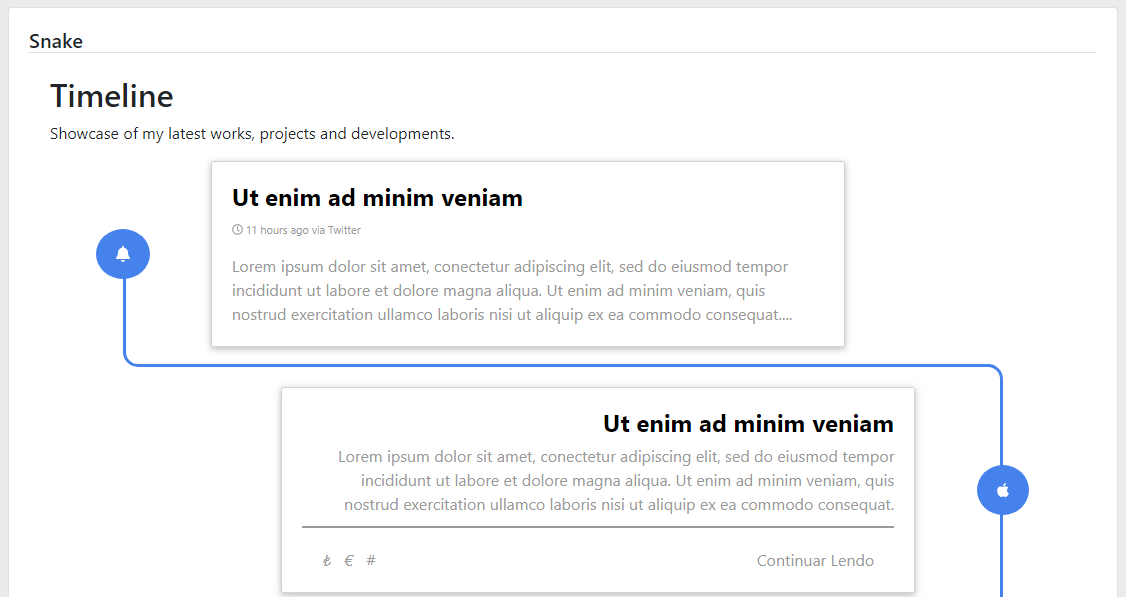 Snake
Timeline
Showcase of my latest works, projects and developments.
Ut enim ad minim veniam
11 hours ago via Twitter
Lorem ipsum dolor sit amet, conectetur adipiscing elit, sed do eiusmod tempor
incididunt ut labore et dolore magna aliqua. Ut enim ad minim veniam, quis
nostrud exercitation ullamco laboris nisi ut aliquip ex ea commodo consequat....
Ut enim ad minim veniam
Lorem ipsum dolor sit amet, conectetur adipiscing elit, sed do eiusmod tempor
incididunt ut labore et dolore magna aliqua. Ut enim ad minim veniam, quis
nostrud exercitation ullamco laboris nisi ut aliquip ex ea commodo consequat.
₺ € # Continuar Lendo